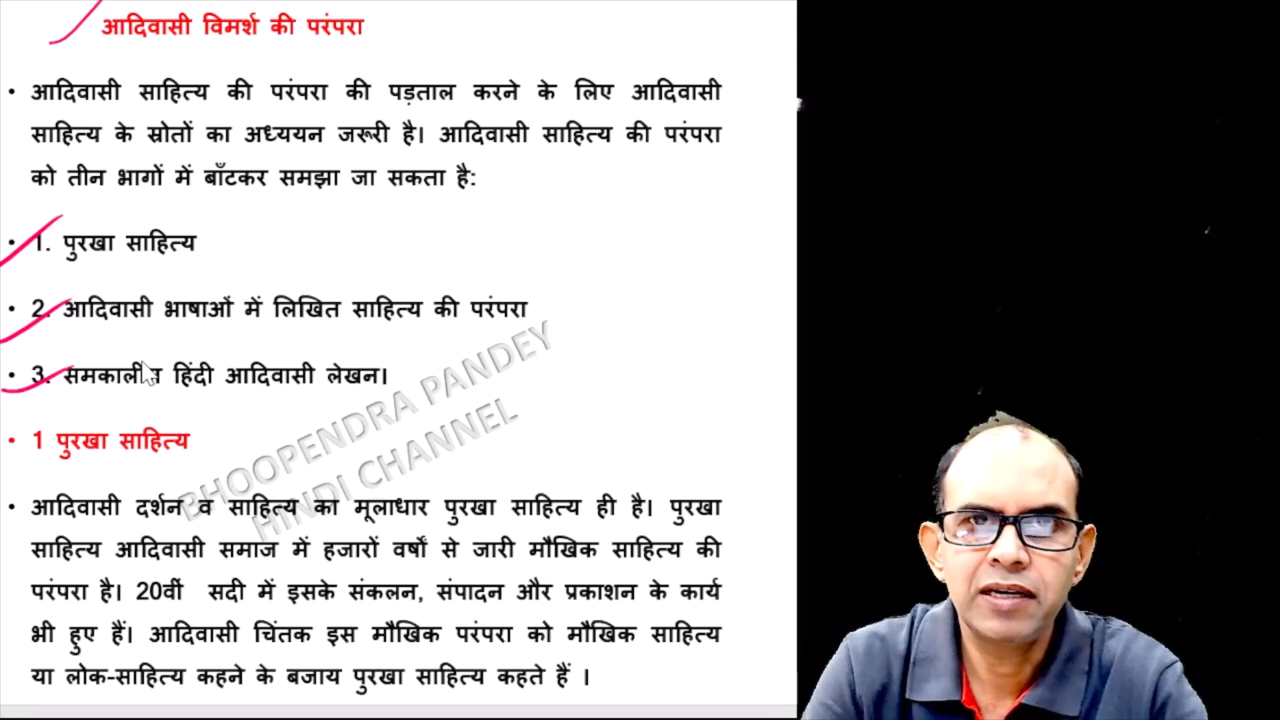 आदिवासी विमर्श की परंपरा
• आदिवासी साहित्य की परंपरा की पड़ताल करने के लिए आदिवासी
साहित्य के स्रोतों का अध्ययन जरूरी है। आदिवासी साहित्य की परंपरा
को तीन भागों में बाँटकर समझा जा सकता है:
• 1. पुरखा साहित्य
• 2. आदिवासी भाषाओं में लिखित साहित्य की परंपरा
• 3. समकालीन हिंदी आदिवासी लेखन।
• 1 पुरखा साहित्य
• आदिवासी दर्शन व साहित्य का मूलाधार पुरखा साहित्य ही है। पुरखा
साहित्य आदिवासी समाज में हजारों वर्षों से जारी मौखिक साहित्य की
परंपरा है। 20वीं सदी में इसके संकलन, संपादन और प्रकाशन के कार्य
भी हुए हैं। आदिवासी चिंतक इस मौखिक परंपरा को मौखिक साहित्य
या लोक-साहित्य कहने के बजाय पुरखा साहित्य कहते हैं ।
BHOOPENDRA PANDEY
HINDI CHANNEL